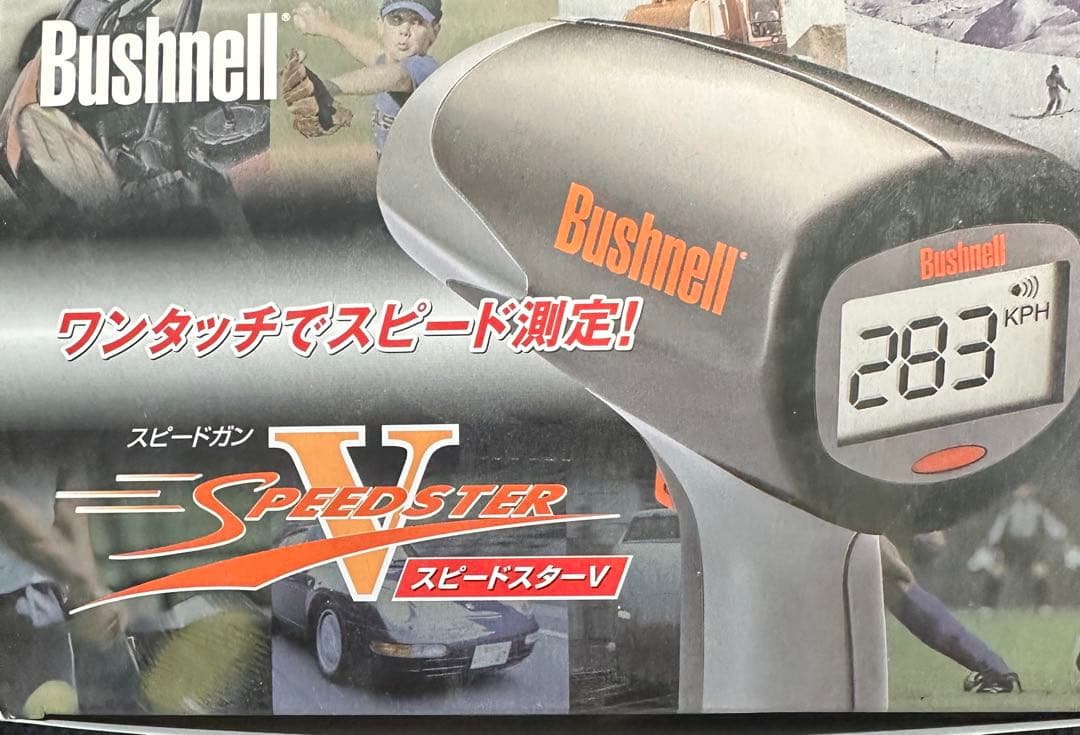 Bushnell®
Bushnell®
Bushnell
283 KPH
ワンタッチでスピード測定!
スピードガン
V
SPEEDSTER
スピードスターV